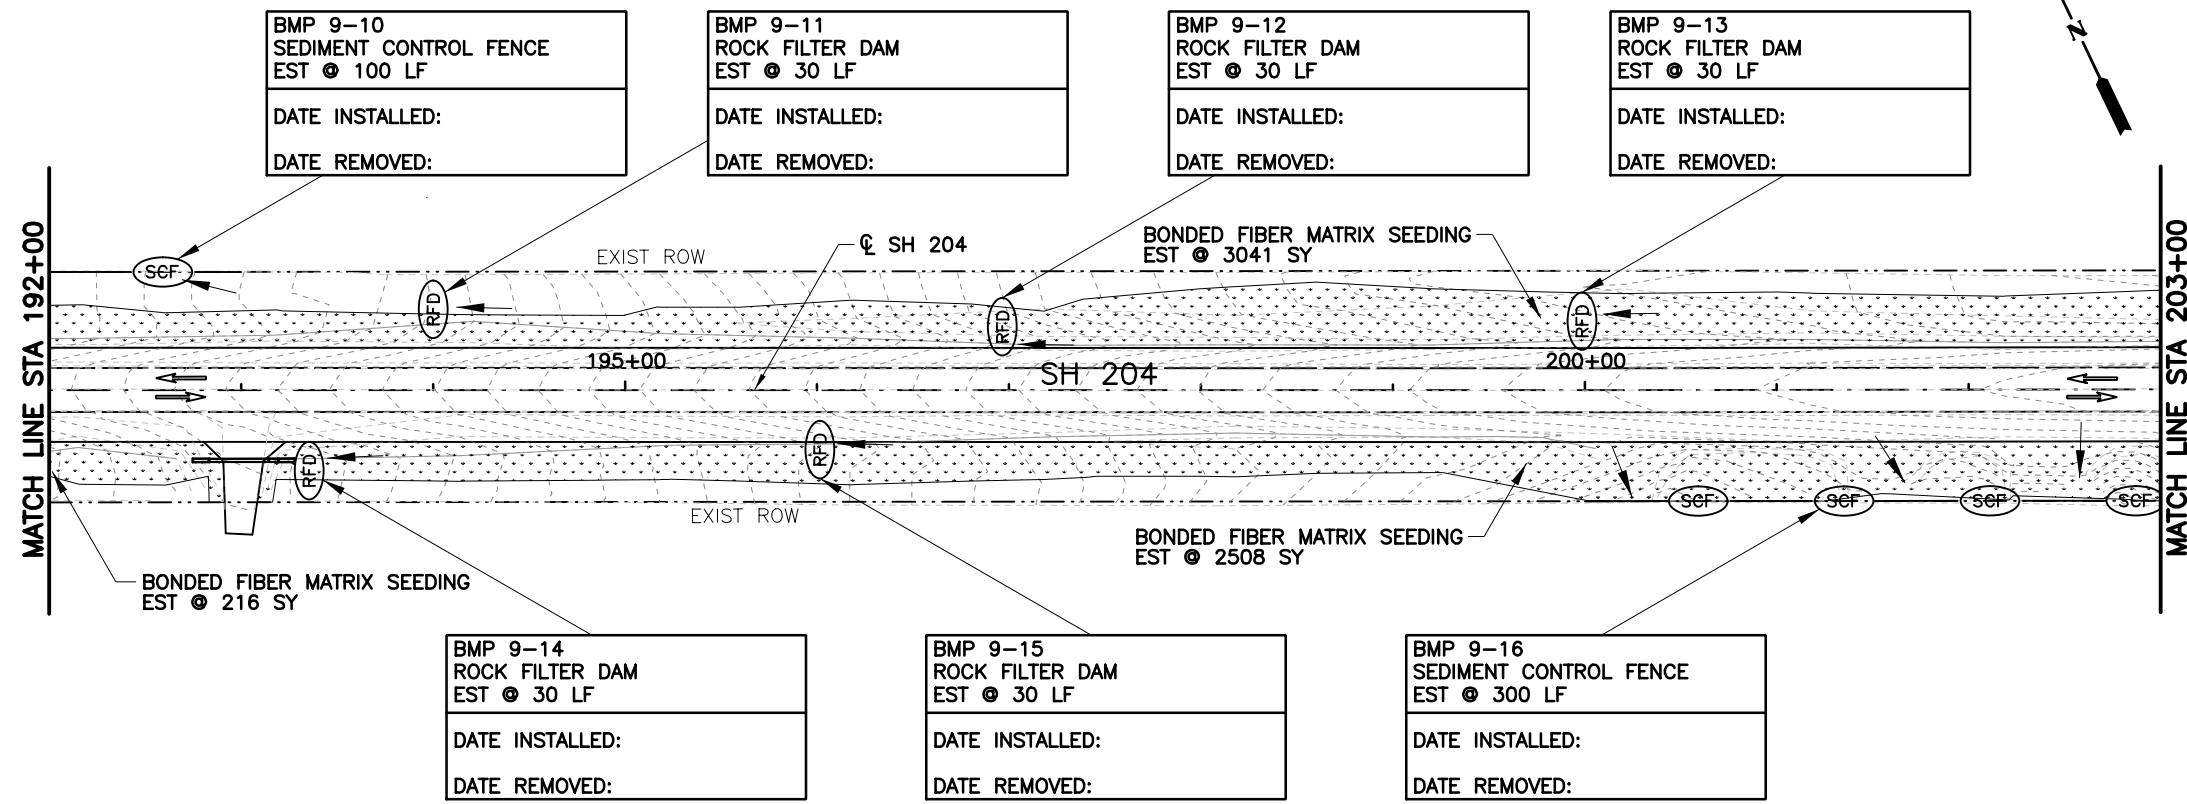 BMP 9-10
SEDIMENT CONTROL FENCE
EST @ 100 LF
DATE INSTALLED:
DATE REMOVED:
BMP 9-11
ROCK FILTER DAM
EST @ 30 LF
DATE INSTALLED:
DATE REMOVED:
BMP 9-12
ROCK FILTER DAM
EST @ 30 LF
DATE INSTALLED:
DATE REMOVED:
BMP 9-13
ROCK FILTER DAM
EST @ 30 LF
DATE INSTALLED:
DATE REMOVED:
N
MATCH LINE STA 192+00
MATCH LINE STA 203+00
SCF
EXIST ROW
℄ SH 204
BONDED FIBER MATRIX SEEDING
EST @ 3041 SY
RFD
RFD
RFD
195+00
SH 204
200+00
RFD
RFD
SCF
SCF
SCF
SCF
EXIST ROW
BONDED FIBER MATRIX SEEDING
EST @ 2508 SY
BONDED FIBER MATRIX SEEDING
EST @ 216 SY
BMP 9-14
ROCK FILTER DAM
EST @ 30 LF
DATE INSTALLED:
DATE REMOVED:
BMP 9-15
ROCK FILTER DAM
EST @ 30 LF
DATE INSTALLED:
DATE REMOVED:
BMP 9-16
SEDIMENT CONTROL FENCE
EST @ 300 LF
DATE INSTALLED:
DATE REMOVED: